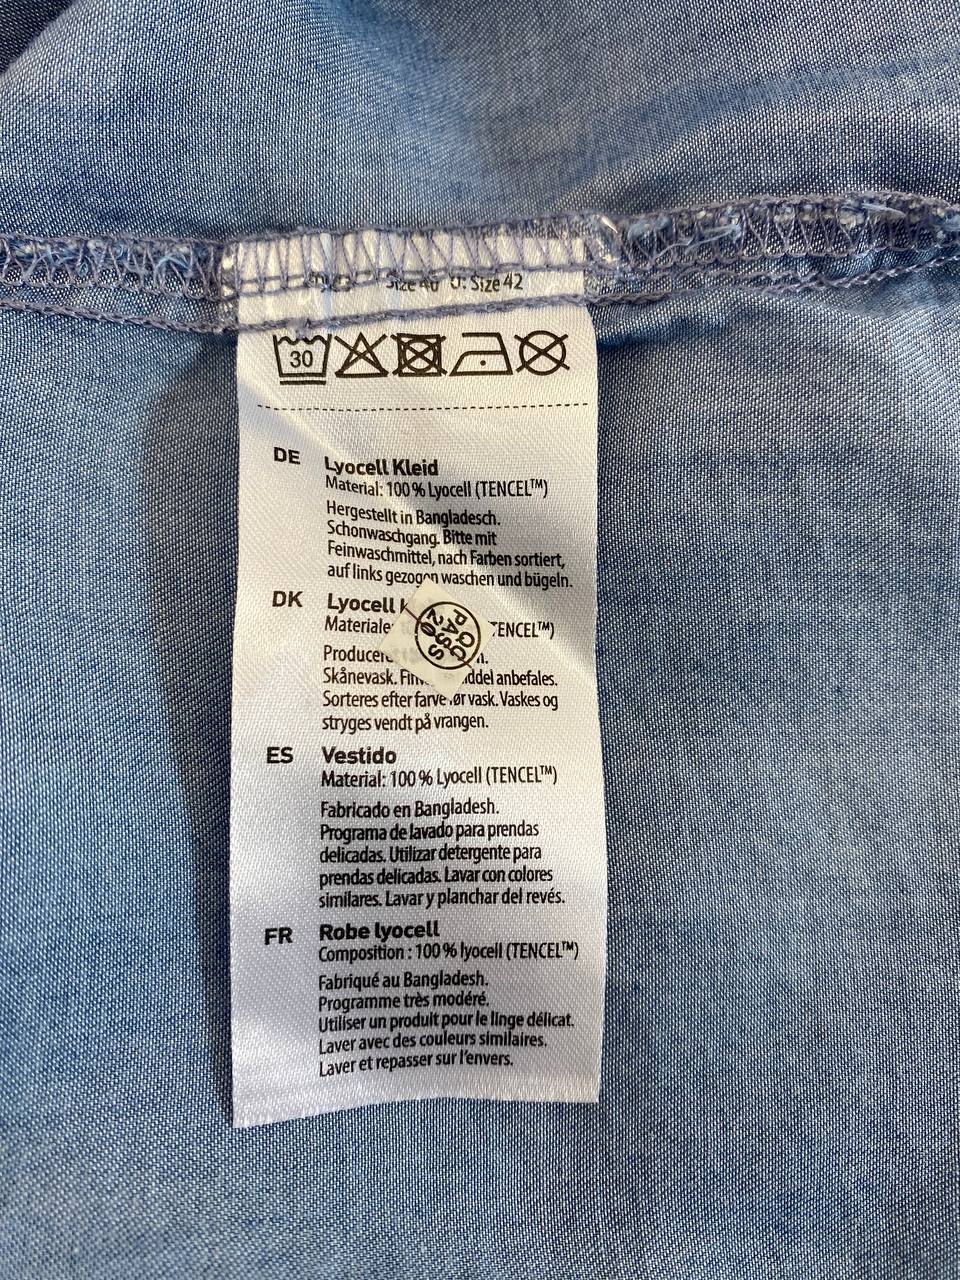 Size 40 U: Size 42
30
DE Lyocell Kleid
Material: 100 % Lyocell (TENCEL™)
Hergestellt in Bangladesch.
Schonwaschgang. Bitte mit
Feinwaschmittel, nach Farben sortiert,
auf links gezogen waschen und bügeln.
DK Lyocell
Materiale: TENCEL™)
QC
PASS
20
Skånevask. anbefales.
Sorteres efter farve vask. Vaskes og
stryges vendt på vrangen.
ES Vestido
Material: 100 % Lyocell (TENCEL™)
Fabricado en Bangladesh.
Programa de lavado para prendas
delicadas. Utilizar detergente para
prendas delicadas. Lavar con colores
similares. Lavar y planchar del revés.
FR Robe lyocell
Composition : 100 % lyocell (TENCEL™)
Fabriqué au Bangladesh.
Programme très modéré.
Utiliser un produit pour le linge délicat.
Laver avec des couleurs similaires.
Laver et repasser sur l'envers.